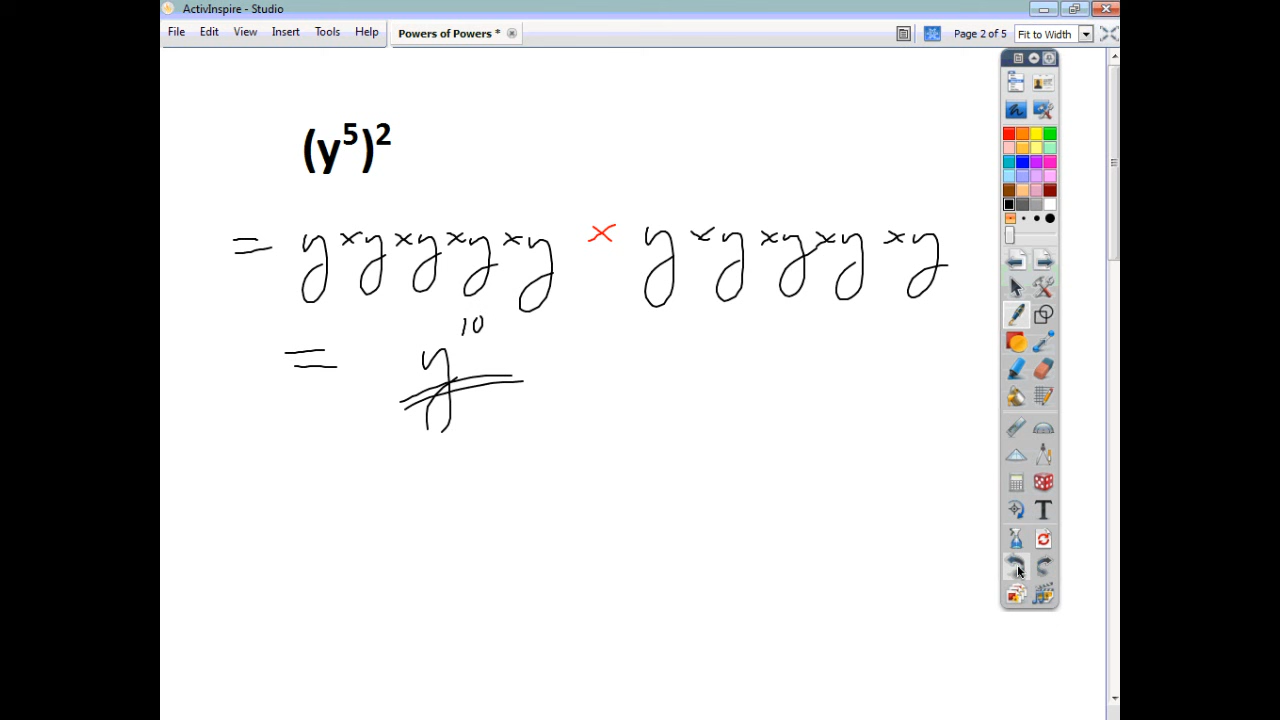 ActivInspire - Studio
File Edit View Insert Tools Help Powers of Powers * Page 2 of 5 Fit to Width
(y⁵)²
= y × y × y × y × y × y × y × y × y × y
= y¹⁰
T